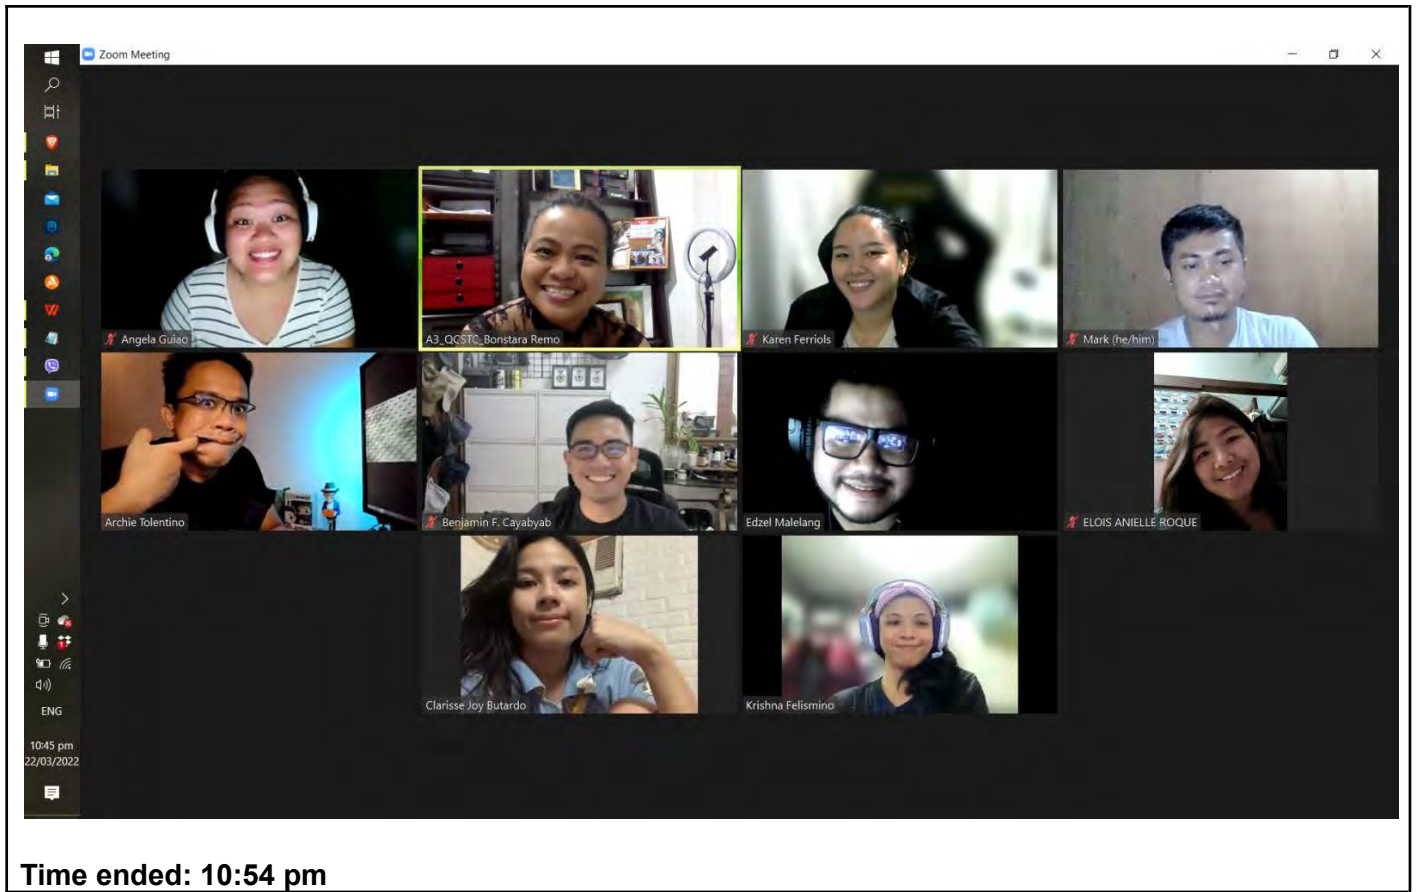 Zoom Meeting
Angela Guiao
A3_QCSTC_Bonstara Remo
Karen Ferriols
Mark (he/him)
Archie Tolentino
Benjamin F. Cayabyab
Edzel Malelang
ELOIS ANIELLE ROQUE
Clarisse Joy Butardo
Krishna Felismino
ENG
10:45 pm
22/03/2022
Time ended: 10:54 pm